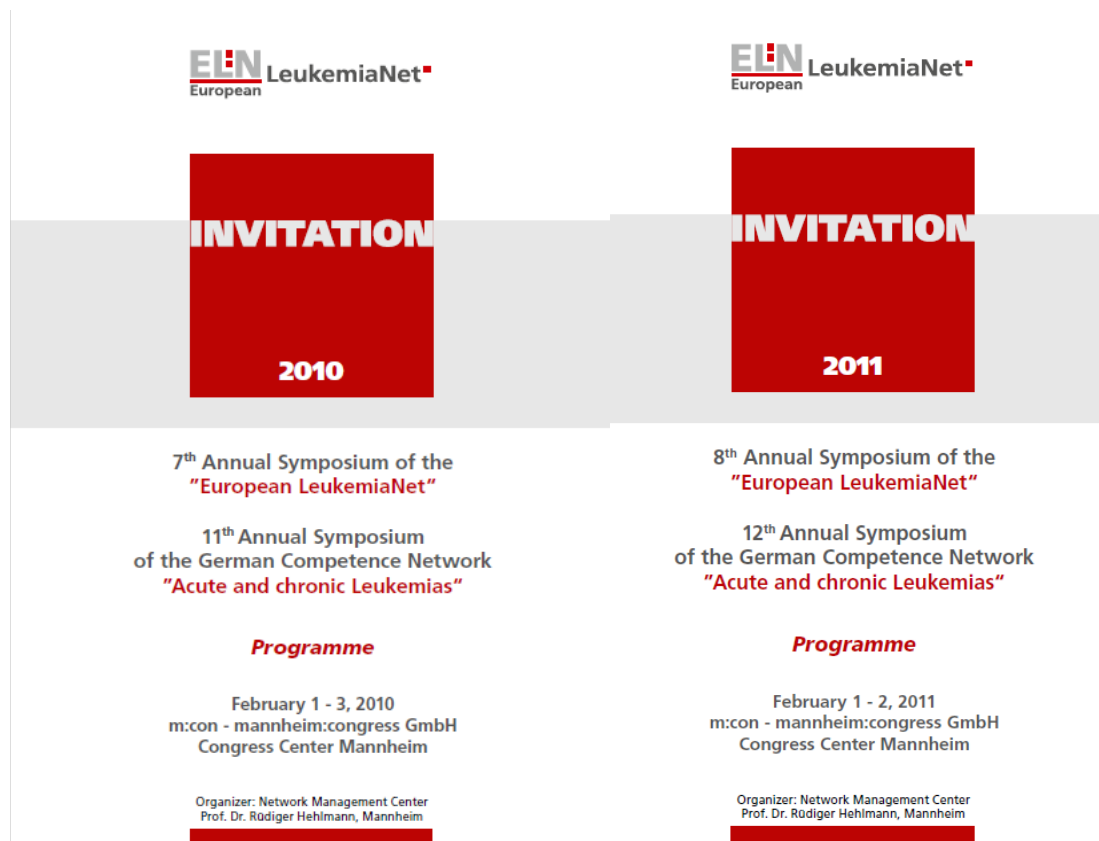 ELN LeukemiaNet
European
INVITATION
2010
7th Annual Symposium of the
”European LeukemiaNet“
11th Annual Symposium
of the German Competence Network
”Acute and chronic Leukemias“
Programme
February 1 - 3, 2010
m:con - mannheim:congress GmbH
Congress Center Mannheim
Organizer: Network Management Center
Prof. Dr. Rüdiger Hehlmann, Mannheim
ELN LeukemiaNet
European
INVITATION
2011
8th Annual Symposium of the
”European LeukemiaNet“
12th Annual Symposium
of the German Competence Network
”Acute and chronic Leukemias“
Programme
February 1 - 2, 2011
m:con - mannheim:congress GmbH
Congress Center Mannheim
Organizer: Network Management Center
Prof. Dr. Rüdiger Hehlmann, Mannheim